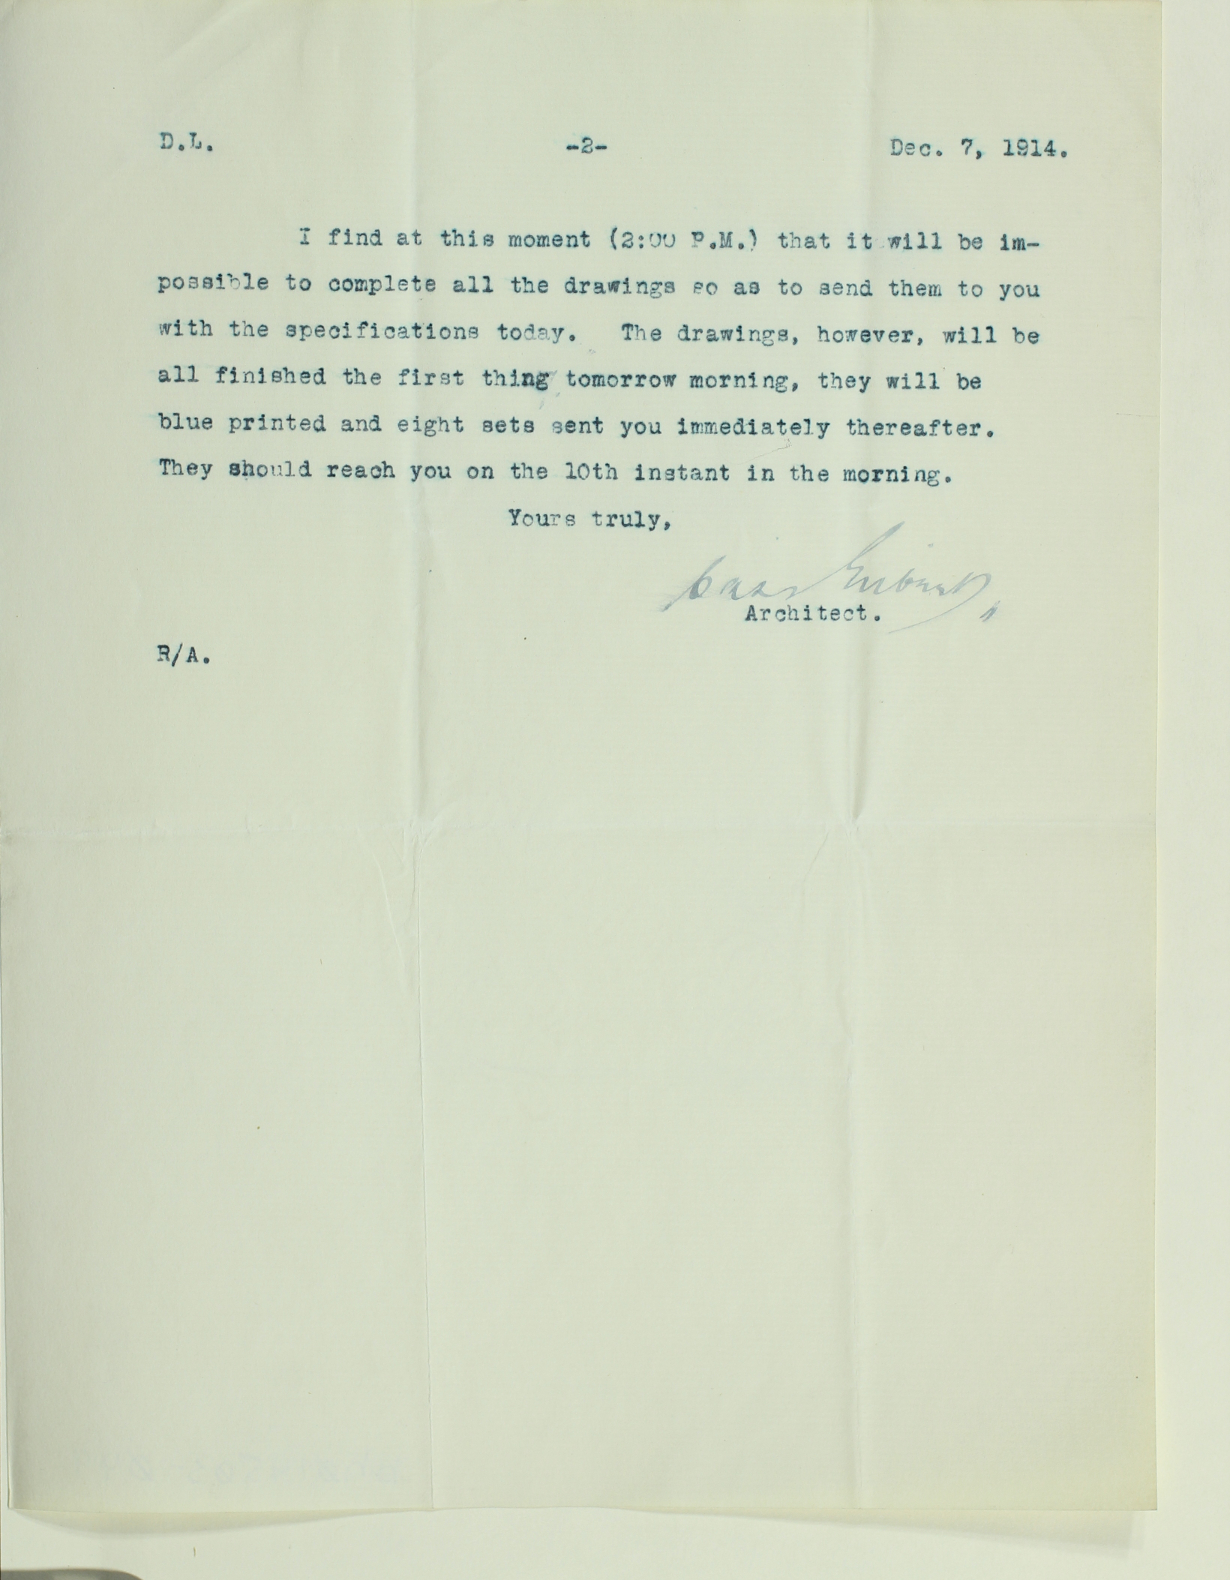 D.L. -2- Dec. 7, 1914.
I find at this moment (2:00 P.M.) that it will be im-
possible to complete all the drawings so as to send them to you
with the specifications today. The drawings, however, will be
all finished the first thing tomorrow morning, they will be
blue printed and eight sets sent you immediately thereafter.
They should reach you on the 10th instant in the morning.
Yours truly,
Cass Gilbert
Architect.
R/A.